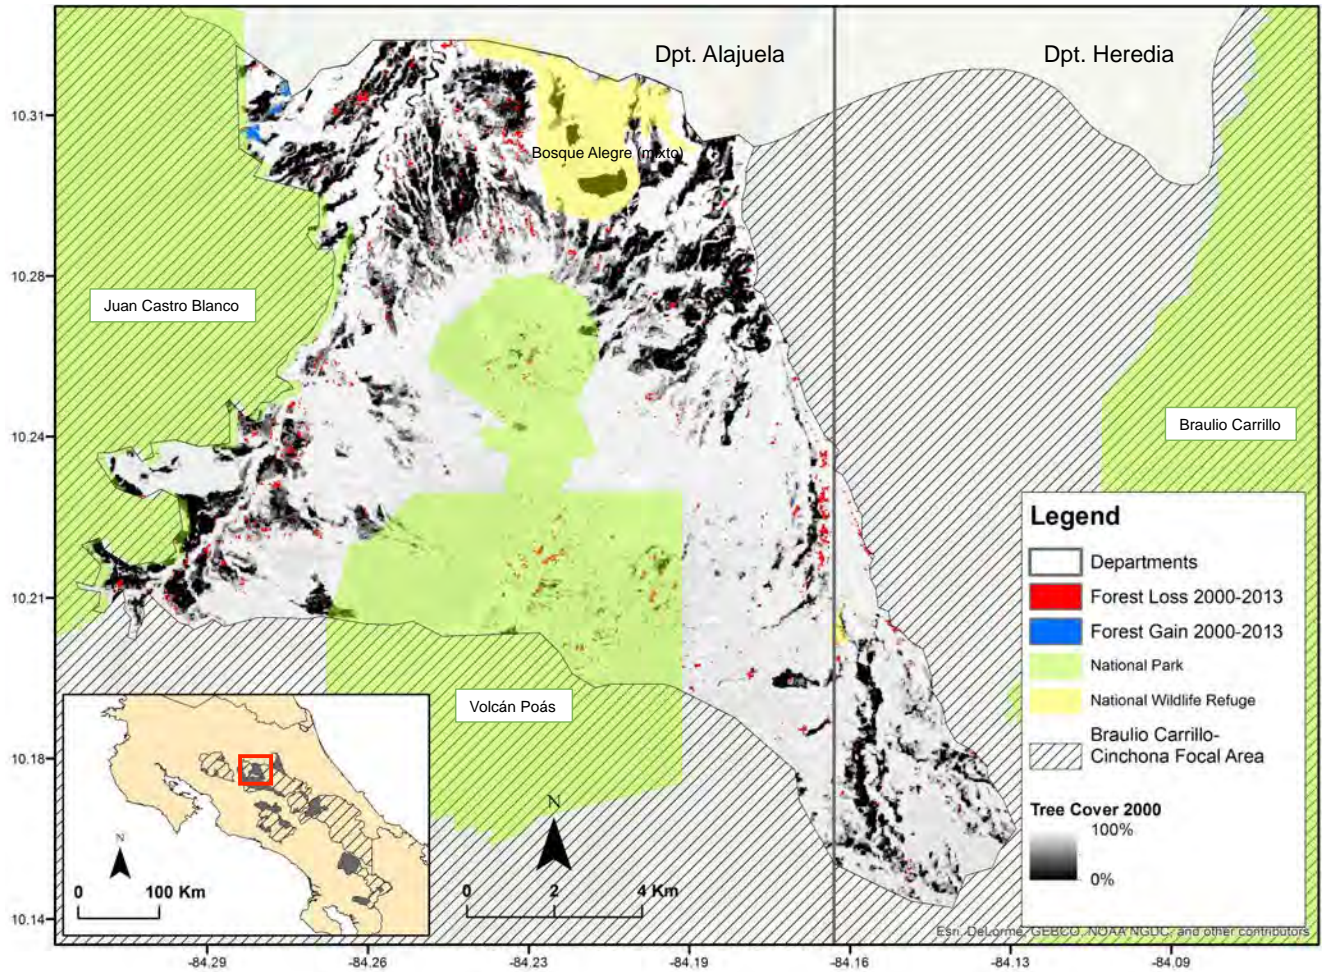 Dpt. Alajuela
Dpt. Heredia
10.31
Bosque Alegre (mixto)
10.28
Juan Castro Blanco
10.24
Braulio Carrillo
Legend
Departments
Forest Loss 2000-2013
Forest Gain 2000-2013
National Park
National Wildlife Refuge
Braulio Carrillo-
Cinchona Focal Area
Tree Cover 2000
100%
0%
10.21
Volcán Poás
10.18
N
0 100 Km
N
0 2 4 Km
10.14
Esri, DeLorme, GEBCO, NOAA NGDC, and other contributors
-84.29 -84.26 -84.23 -84.19 -84.16 -84.13 -84.09